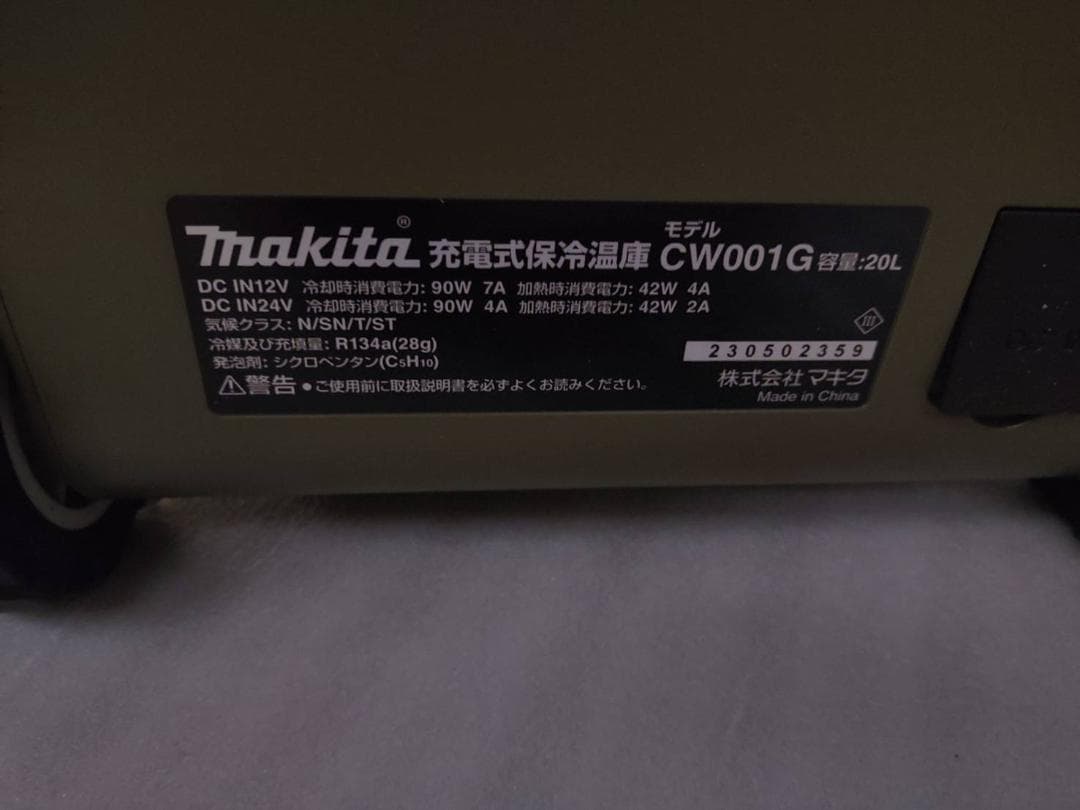 makita® 充電式保冷温庫 モデル CW001G 容量:20L
DC IN12V 冷却時消費電力: 90W 7A 加熱時消費電力: 42W 4A
DC IN24V 冷却時消費電力: 90W 4A 加熱時消費電力: 42W 2A
気候クラス: N/SN/T/ST
冷媒及び充填量: R134a(28g)
230502359
発泡剤: シクロペンタン(C5H10)
⚠警告 ●ご使用前に取扱説明書を必ずよくお読みください。
株式会社 マキタ
Made in China